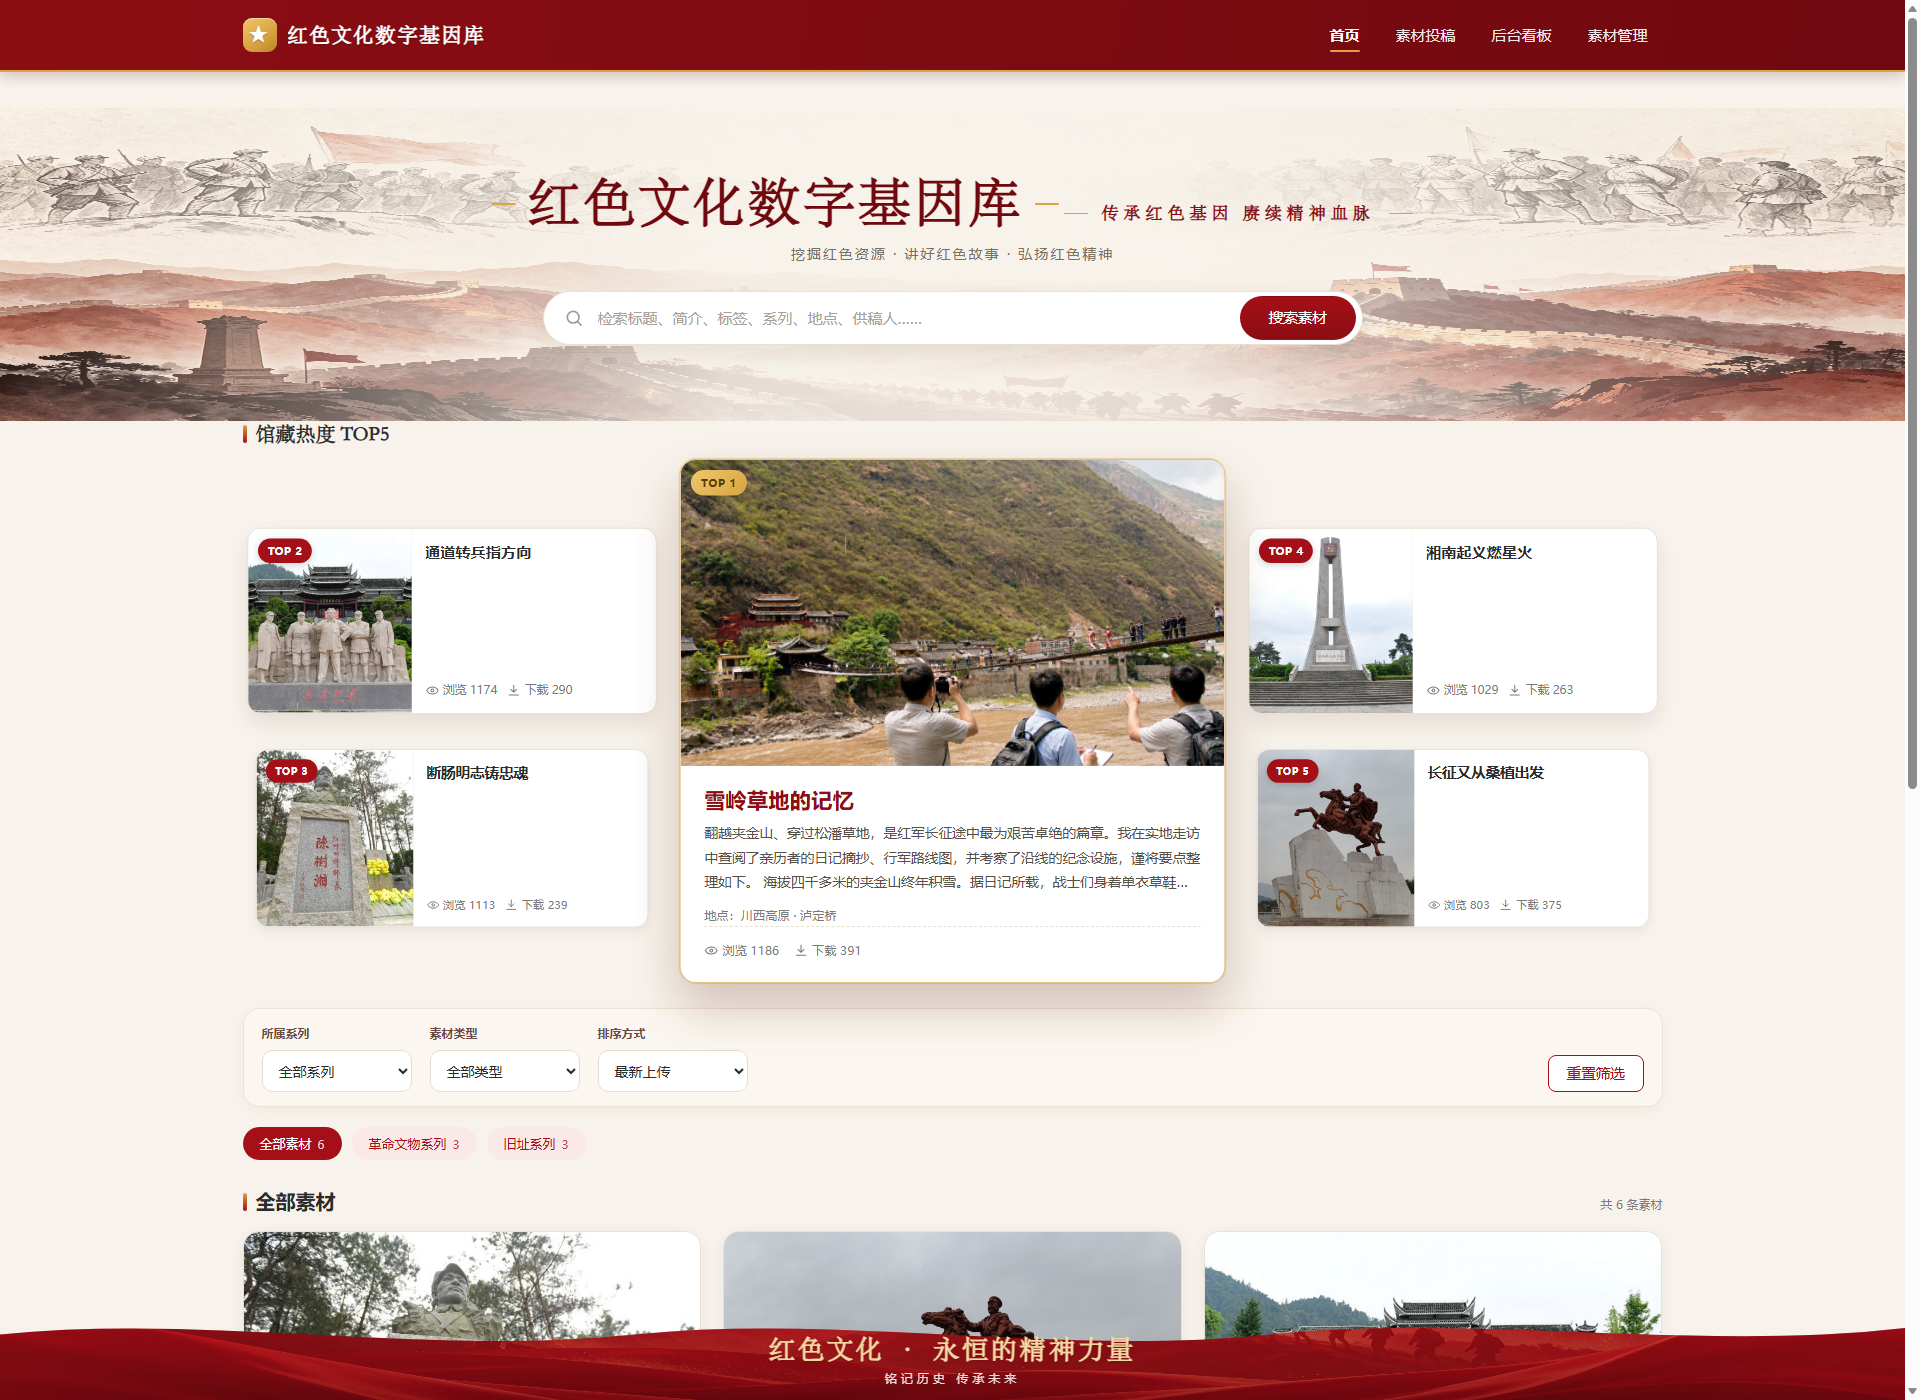 红色文化数字基因库
首页 素材投稿 后台看板 素材管理
红色文化数字基因库
传承红色基因 赓续精神血脉
挖掘红色资源 · 讲好红色故事 · 弘扬红色精神
检索标题、简介、标签、系列、地点、供稿人……
搜索素材
馆藏热度 TOP5
TOP 2
通道转兵指方向
浏览 1174 下载 290
TOP 3
陈树湘
断肠明志铸忠魂
浏览 1113 下载 239
TOP 1
雪岭草地的记忆
翻越夹金山、穿过松潘草地，是红军长征途中最为艰苦卓绝的篇章。我在实地走访
中查阅了亲历者的日记摘抄、行军路线图，并考察了沿线的纪念设施，谨将要点整
理如下。 海拔四千多米的夹金山终年积雪。据日记所载，战士们身着单衣草鞋...
地点：川西高原 · 泸定桥
浏览 1186 下载 391
TOP 4
湘南起义燃星火
浏览 1029 下载 263
TOP 5
长征又从桑植出发
浏览 803 下载 375
所属系列 素材类型 排序方式
全部系列 全部类型 最新上传
重置筛选
全部素材 6 革命文物系列 3 旧址系列 3
全部素材
共 6 条素材
红色文化 · 永恒的精神力量
铭记历史 传承未来